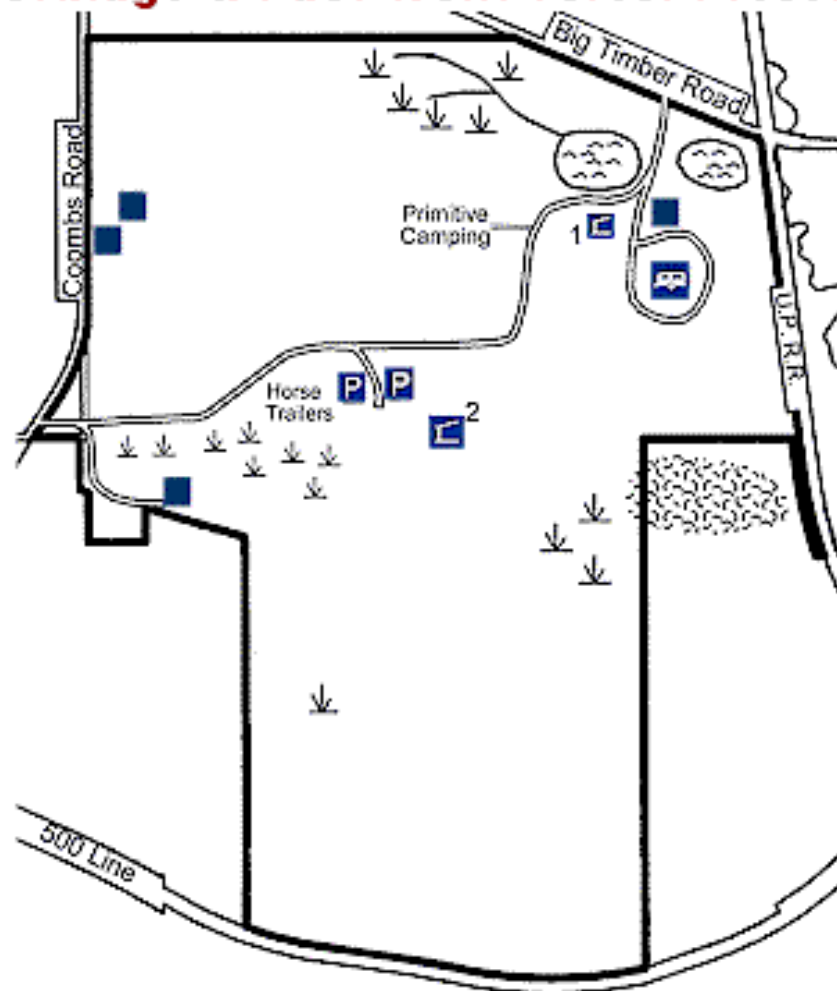 Big Timber Road
Coombs Road
Primitive
Camping
1
U.P. R.R.
Horse
Trailers
P
P
2
500 Line